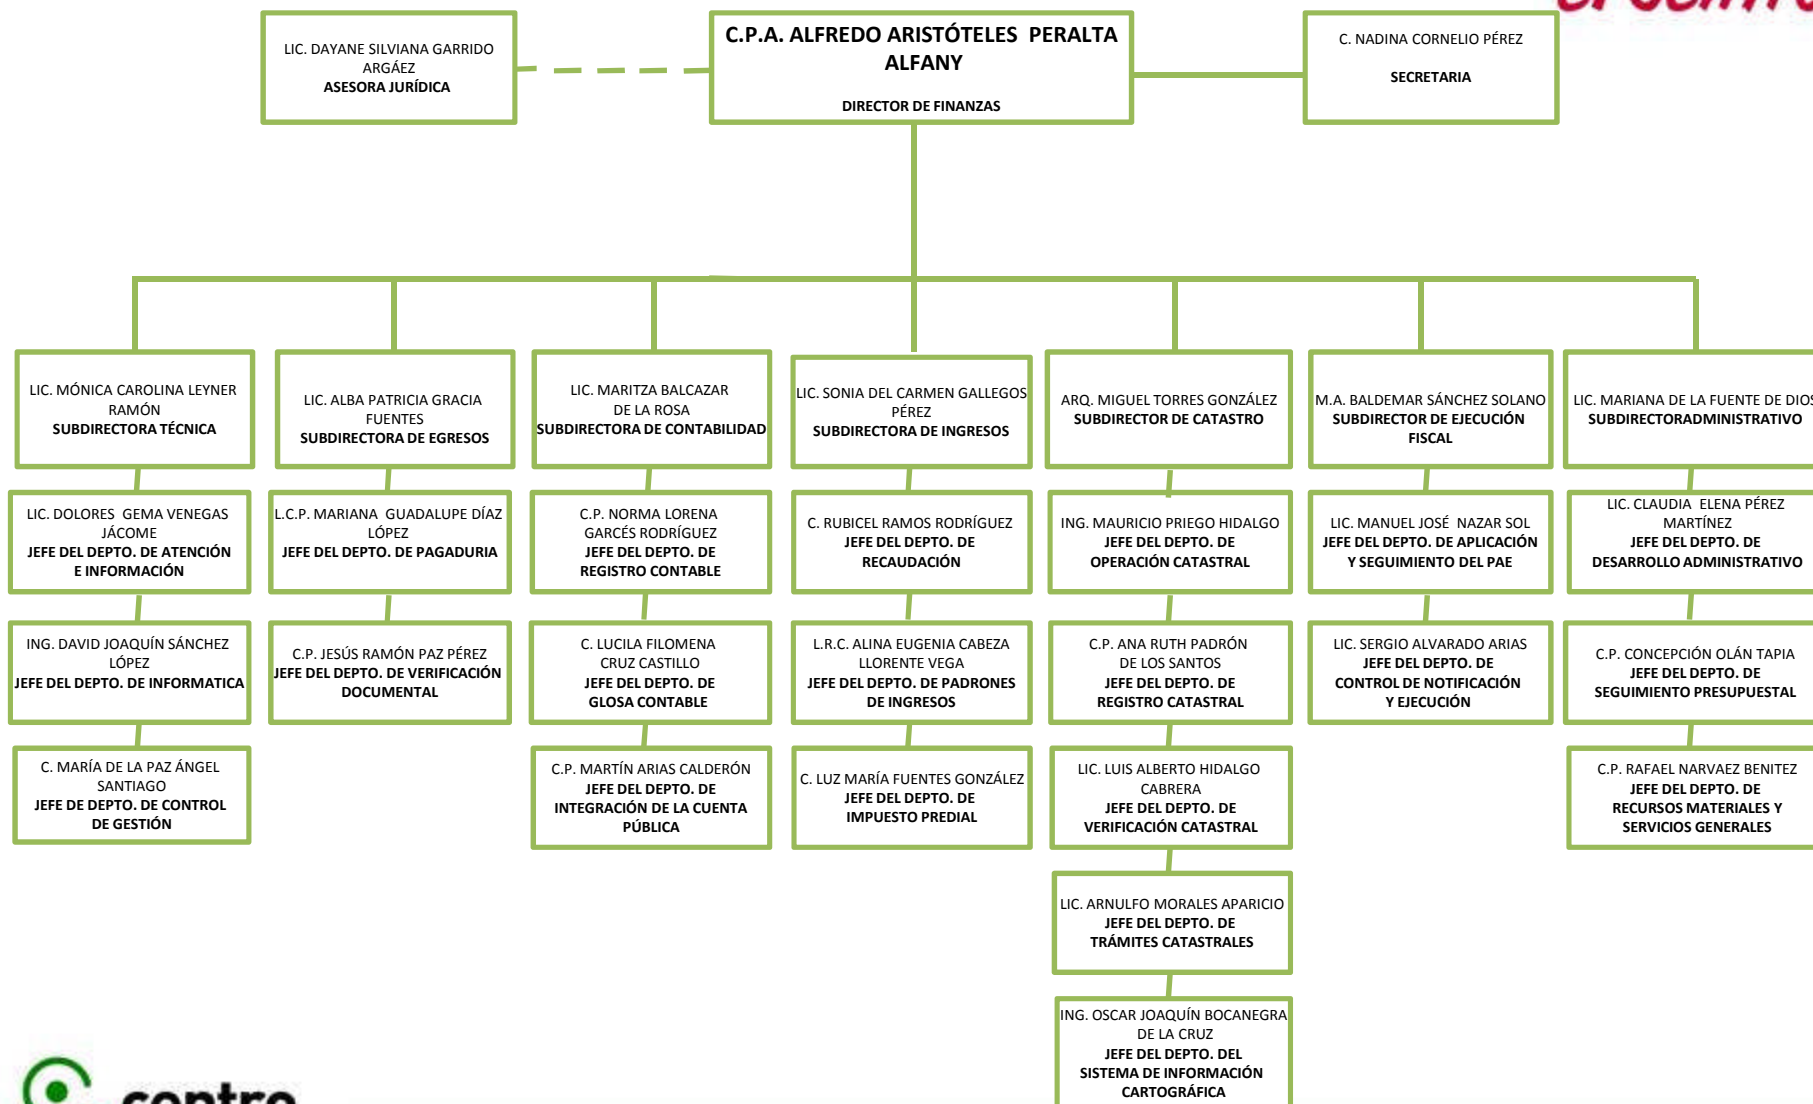 LIC. DAYANE SILVIANA GARRIDO
ARGÁEZ
ASESORA JURÍDICA
C.P.A. ALFREDO ARISTÓTELES PERALTA
ALFANY
DIRECTOR DE FINANZAS
C. NADINA CORNELIO PÉREZ
SECRETARIA
LIC. MÓNICA CAROLINA LEYNER
RAMÓN
SUBDIRECTORA TÉCNICA
LIC. DOLORES GEMA VENEGAS
JÁCOME
JEFE DEL DEPTO. DE ATENCIÓN
E INFORMACIÓN
ING. DAVID JOAQUÍN SÁNCHEZ
LÓPEZ
JEFE DEL DEPTO. DE INFORMATICA
C. MARÍA DE LA PAZ ÁNGEL
SANTIAGO
JEFE DE DEPTO. DE CONTROL
DE GESTIÓN
LIC. ALBA PATRICIA GRACIA
FUENTES
SUBDIRECTORA DE EGRESOS
L.C.P. MARIANA GUADALUPE DÍAZ
LÓPEZ
JEFE DEL DEPTO. DE PAGADURIA
C.P. JESÚS RAMÓN PAZ PÉREZ
JEFE DEL DEPTO. DE VERIFICACIÓN
DOCUMENTAL
LIC. MARITZA BALCAZAR
DE LA ROSA
SUBDIRECTORA DE CONTABILIDAD
C.P. NORMA LORENA
GARCÉS RODRÍGUEZ
JEFE DEL DEPTO. DE
REGISTRO CONTABLE
C. LUCILA FILOMENA
CRUZ CASTILLO
JEFE DEL DEPTO. DE
GLOSA CONTABLE
C.P. MARTÍN ARIAS CALDERÓN
JEFE DEL DEPTO. DE
INTEGRACIÓN DE LA CUENTA
PÚBLICA
LIC. SONIA DEL CARMEN GALLEGOS
PÉREZ
SUBDIRECTORA DE INGRESOS
C. RUBICEL RAMOS RODRÍGUEZ
JEFE DEL DEPTO. DE
RECAUDACIÓN
L.R.C. ALINA EUGENIA CABEZA
LLORENTE VEGA
JEFE DEL DEPTO. DE PADRONES
DE INGRESOS
C. LUZ MARÍA FUENTES GONZÁLEZ
JEFE DEL DEPTO. DE
IMPUESTO PREDIAL
ARQ. MIGUEL TORRES GONZÁLEZ
SUBDIRECTOR DE CATASTRO
ING. MAURICIO PRIEGO HIDALGO
JEFE DEL DEPTO. DE
OPERACIÓN CATASTRAL
C.P. ANA RUTH PADRÓN
DE LOS SANTOS
JEFE DEL DEPTO. DE
REGISTRO CATASTRAL
LIC. LUIS ALBERTO HIDALGO
CABRERA
JEFE DEL DEPTO. DE
VERIFICACIÓN CATASTRAL
LIC. ARNULFO MORALES APARICIO
JEFE DEL DEPTO. DE
TRÁMITES CATASTRALES
ING. OSCAR JOAQUÍN BOCANEGRA
DE LA CRUZ
JEFE DEL DEPTO. DEL
SISTEMA DE INFORMACIÓN
CARTOGRÁFICA
M.A. BALDEMAR SÁNCHEZ SOLANO
SUBDIRECTOR DE EJECUCIÓN
FISCAL
LIC. MANUEL JOSÉ NAZAR SOL
JEFE DEL DEPTO. DE APLICACIÓN
Y SEGUIMIENTO DEL PAE
LIC. SERGIO ALVARADO ARIAS
JEFE DEL DEPTO. DE
CONTROL DE NOTIFICACIÓN
Y EJECUCIÓN
LIC. MARIANA DE LA FUENTE DE DIOS
SUBDIRECTORADMINISTRATIVO
LIC. CLAUDIA ELENA PÉREZ
MARTÍNEZ
JEFE DEL DEPTO. DE
DESARROLLO ADMINISTRATIVO
C.P. CONCEPCIÓN OLÁN TAPIA
JEFE DEL DEPTO. DE
SEGUIMIENTO PRESUPUESTAL
C.P. RAFAEL NARVAEZ BENITEZ
JEFE DEL DEPTO. DE
RECURSOS MATERIALES Y
SERVICIOS GENERALES